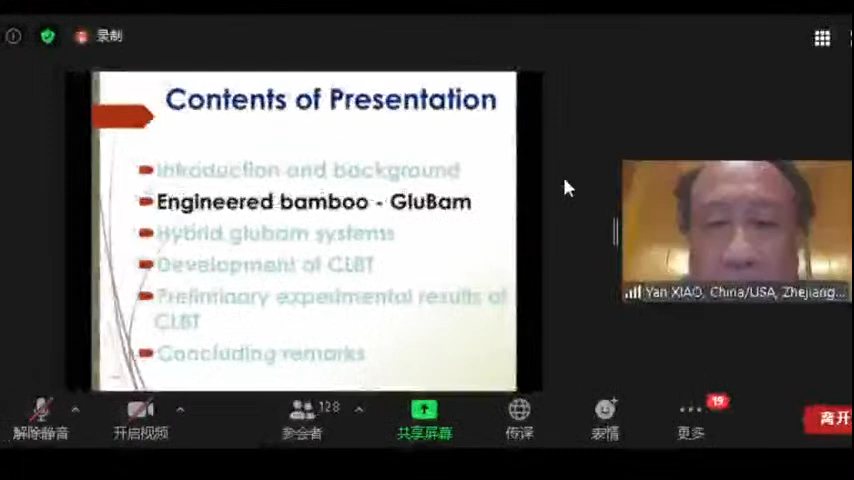 录制
Contents of Presentation
Introduction and background
Engineered bamboo - GluBam
Hybrid glubam systems
Development of CLBT
Preliminary experimental results of
CLBT
Concluding remarks
Yan XIAO, China/USA, Zhejiang...
128
19
解除静音
开启视频
参会者
共享屏幕
传译
表情
更多
离开